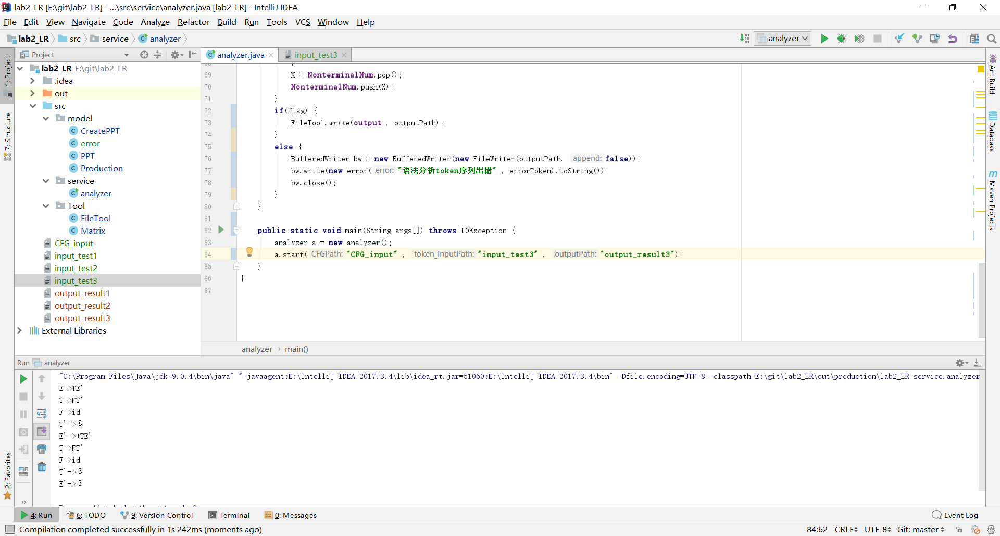 lab2_LR [E:\git\lab2_LR] - ...\src\service\analyzer.java [lab2_LR] - IntelliJ IDEA
File Edit View Navigate Code Analyze Refactor Build Run Tools VCS Window Help
lab2_LR src service analyzer
analyzer
Project
analyzer.java
input_test3
1: Project
7: Structure
2: Favorites
lab2_LR E:\git\lab2_LR
.idea
out
src
model
CreatePPT
error
PPT
Production
service
analyzer
Tool
FileTool
Matrix
CFG_input
input_test1
input_test2
input_test3
output_result1
output_result2
output_result3
External Libraries
69 X = NonterminalNum.pop();
70 NonterminalNum.push(X);
71 }
72 if(flag) {
73 FileTool.write(output , outputPath);
74 }
75 else {
76 BufferedWriter bw = new BufferedWriter(new FileWriter(outputPath, append: false));
77 bw.write(new error( error: "语法分析token序列出错" , errorToken).toString());
78 bw.close();
79 }
80 }
81
82 public static void main(String args[]) throws IOException {
83 analyzer a = new analyzer();
84 a.start( CFGPath: "CFG_input" , token_inputPath: "input_test3" , outputPath: "output_result3");
85 }
86 }
87
analyzer › main()
Ant Build
Database
Maven Projects
Run analyzer
"C:\Program Files\Java\jdk-9.0.4\bin\java" "-javaagent:E:\IntelliJ IDEA 2017.3.4\lib\idea_rt.jar=51060:E:\IntelliJ IDEA 2017.3.4\bin" -Dfile.encoding=UTF-8 -classpath E:\git\lab2_LR\out\production\lab2_LR service.analyzer
E->TE'
T->FT'
F->id
T'->ε
E'->+TE'
T->FT'
F->id
T'->ε
E'->ε
4: Run 6: TODO 9: Version Control Terminal 0: Messages Event Log
Compilation completed successfully in 1s 242ms (moments ago) 84:62 CRLF UTF-8 Git: master